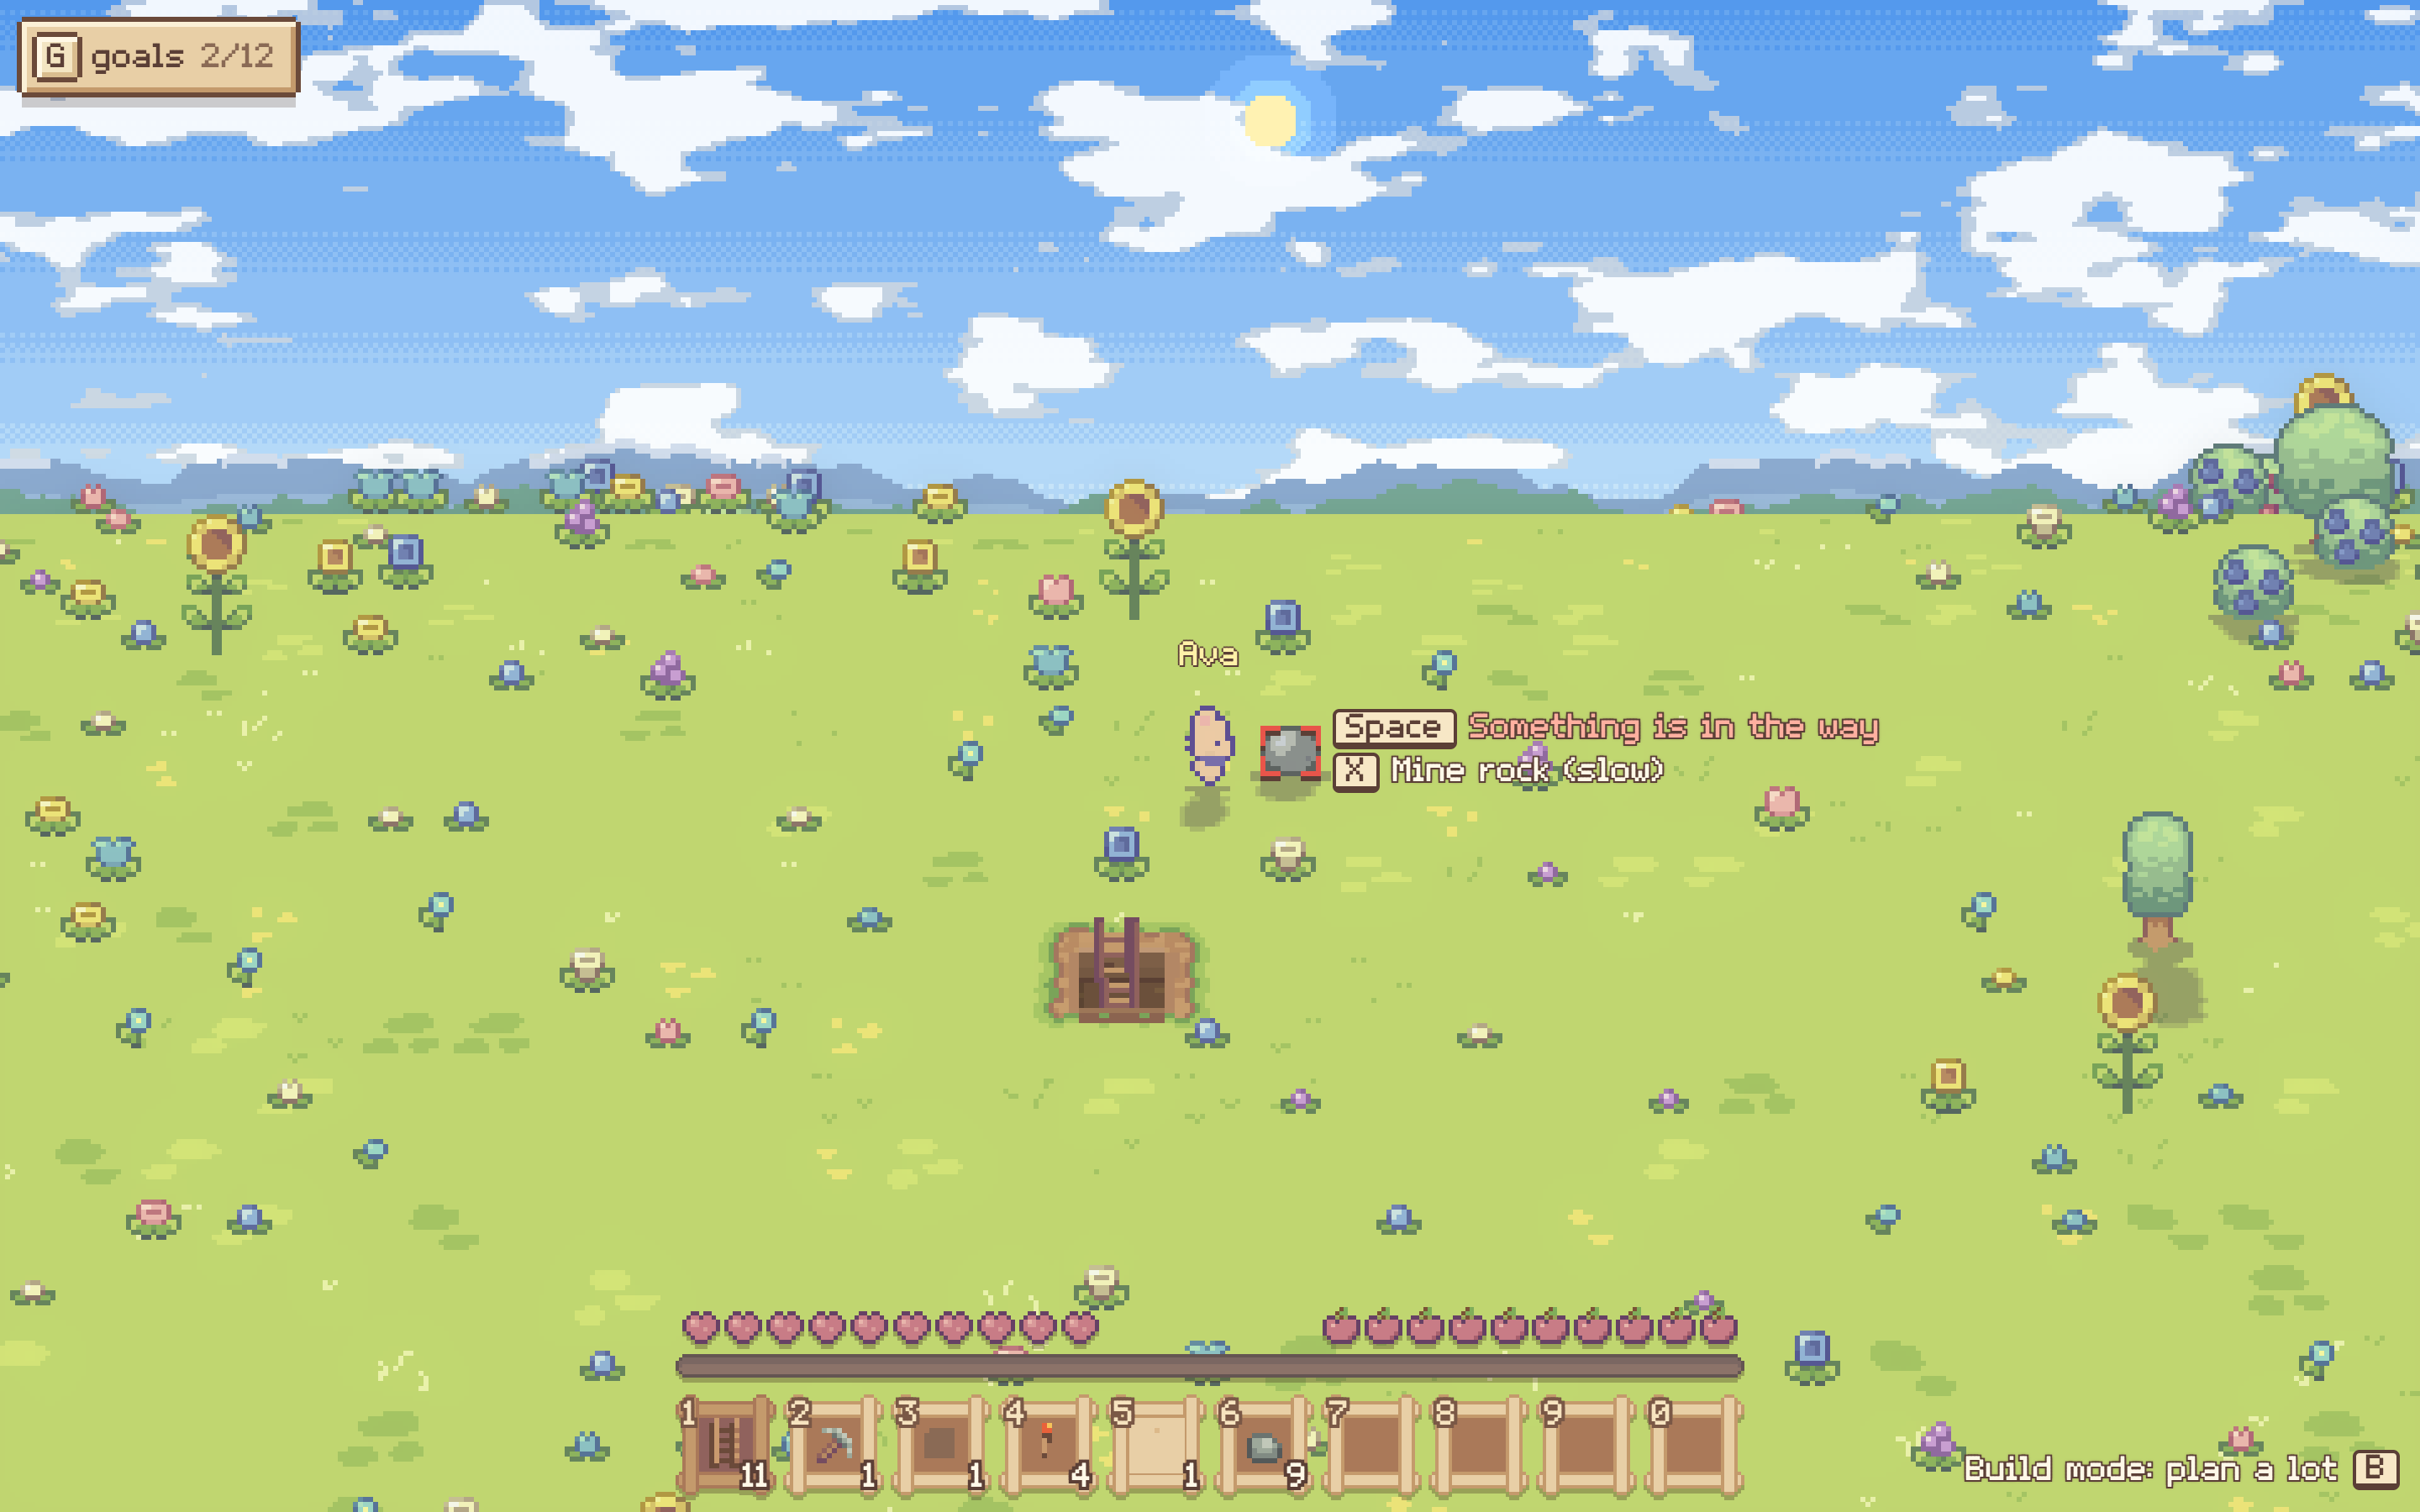 G goals 2/12
Ava
Space Something is in the way
X Mine rock (slow)
1 2 3 4 5 6 7 8 9 0
11 1 1 4 1 9
Build mode: plan a lot B